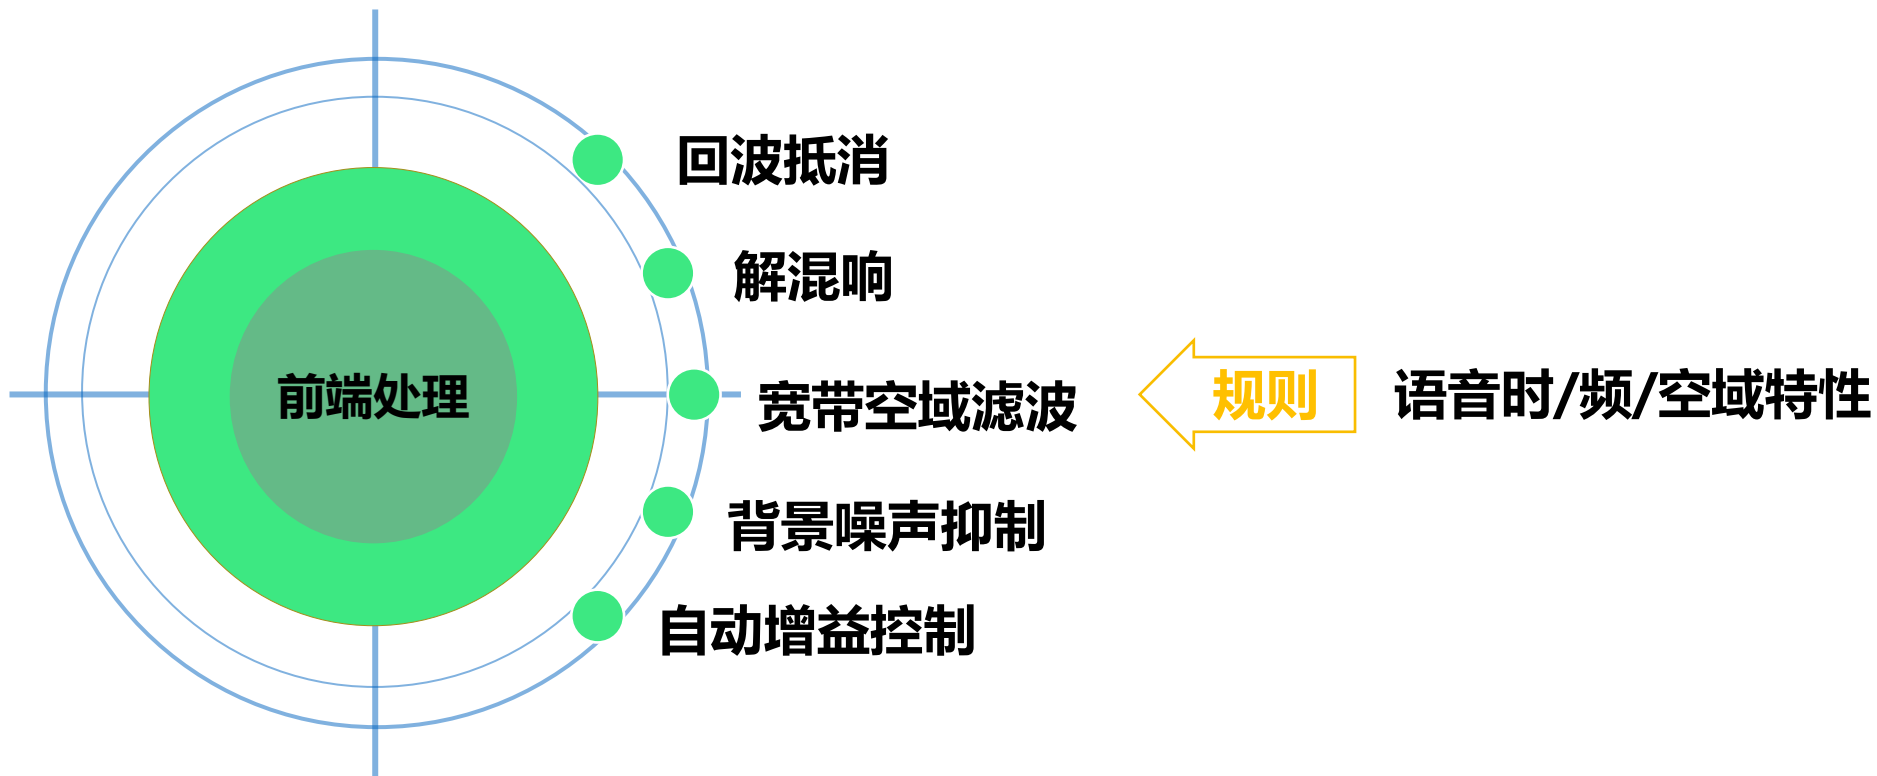 回波抵消
解混响
前端处理
宽带空域滤波
规则
语音时/频/空域特性
背景噪声抑制
自动增益控制